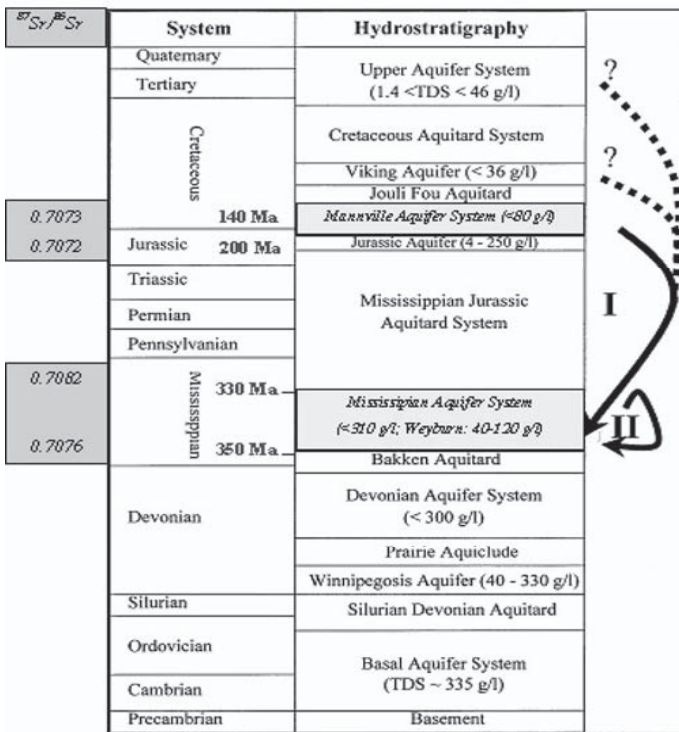 87Sr/86Sr
System
Hydrostratigraphy
Quaternary
Tertiary
Upper Aquifer System
(1.4 <TDS < 46 g/l)
?
Cretaceous
Cretaceous Aquitard System
Viking Aquifer (< 36 g/l)
?
Jouli Fou Aquitard
0.7073
140 Ma
Mannville Aquifer System (<80 g/l)
0.7072
Jurassic
200 Ma
Jurassic Aquifer (4 - 250 g/l)
Triassic
Permian
Pennsylvanian
Mississippian Jurassic
Aquitard System
I
0.7082
Mississippian
330 Ma
Missisipian Aquifer System
(<310 g/l; Weyburn: 40-120 g/l)
II
0.7076
350 Ma
Bakken Aquitard
Devonian
Devonian Aquifer System
(< 300 g/l)
Prairie Aquiclude
Winnipegosis Aquifer (40 - 330 g/l)
Silurian
Silurian Devonian Aquitard
Ordovician
Basal Aquifer System
(TDS ~ 335 g/l)
Cambrian
Precambrian
Basement